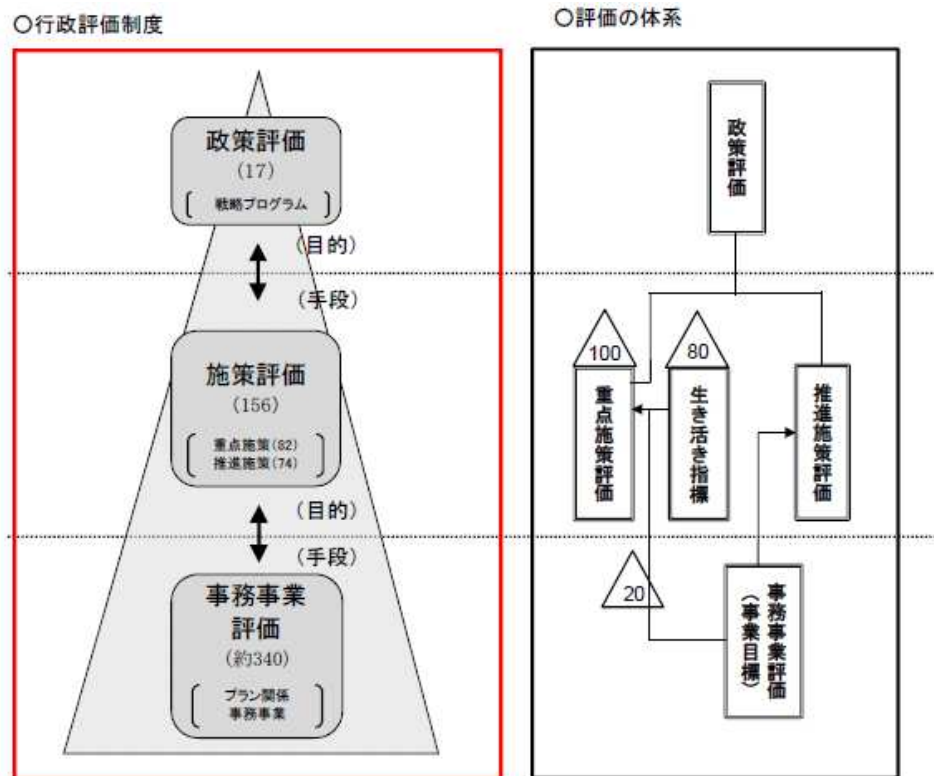 ○行政評価制度
政策評価
(17)
戦略プログラム
(目的)
(手段)
施策評価
(156)
重点施策(82)
推進施策(74)
(目的)
(手段)
事務事業
評価
(約340)
プラン関係
事務事業
○評価の体系
政策評価
100
80
重点施策評価
生き活き指標
推進施策評価
20
事務事業評価
(事業目標)